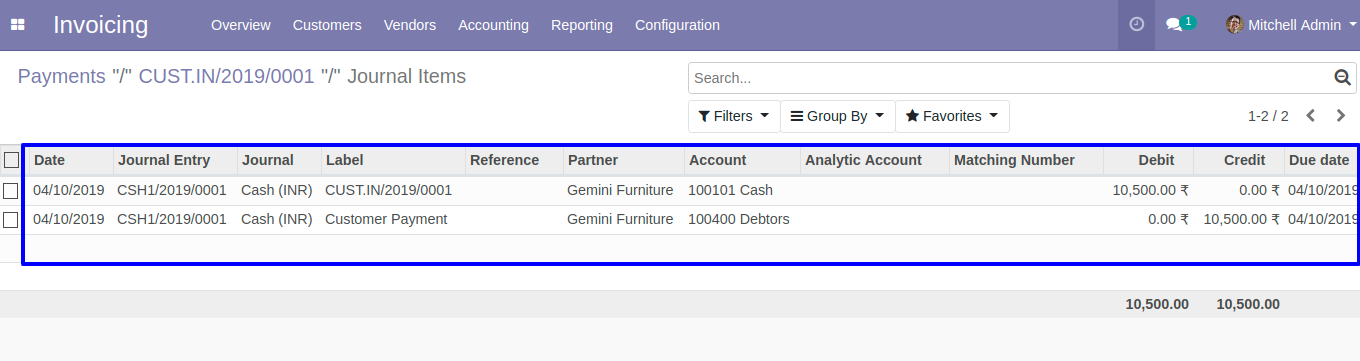 Invoicing Overview Customers Vendors Accounting Reporting Configuration 1 Mitchell Admin
Payments "/" CUST.IN/2019/0001 "/" Journal Items
Search...
Filters Group By Favorites 1-2 / 2
Date Journal Entry Journal Label Reference Partner Account Analytic Account Matching Number Debit Credit Due date
04/10/2019 CSH1/2019/0001 Cash (INR) CUST.IN/2019/0001 Gemini Furniture 100101 Cash 10,500.00 ₹ 0.00 ₹ 04/10/2019
04/10/2019 CSH1/2019/0001 Cash (INR) Customer Payment Gemini Furniture 100400 Debtors 0.00 ₹ 10,500.00 ₹ 04/10/2019
10,500.00 10,500.00